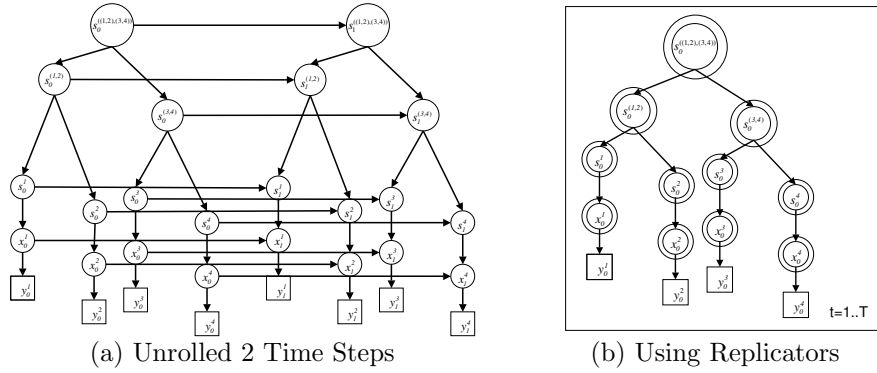 s_0^{((1,2),(3,4))} s_1^{((1,2),(3,4))}
s_0^{(1,2)} s_1^{(1,2)}
s_0^{(3,4)} s_1^{(3,4)}
s_0^1 s_1^1
s_0^3 s_1^3
s_0^2 s_1^2
s_0^4 s_1^4
x_0^1 x_1^1
x_0^3 x_1^3
x_0^2 x_1^2
x_0^4 x_1^4
y_0^1 y_1^1
y_0^3 y_1^3
y_0^2 y_1^2
y_0^4 y_1^4
(a) Unrolled 2 Time Steps
s_0^{((1,2),(3,4))}
s_0^{(1,2)}
s_0^{(3,4)}
s_0^1
s_0^3
s_0^2
s_0^4
x_0^1
x_0^3
x_0^2
x_0^4
y_0^1
y_0^3
y_0^2
y_0^4
t=1..T
(b) Using Replicators